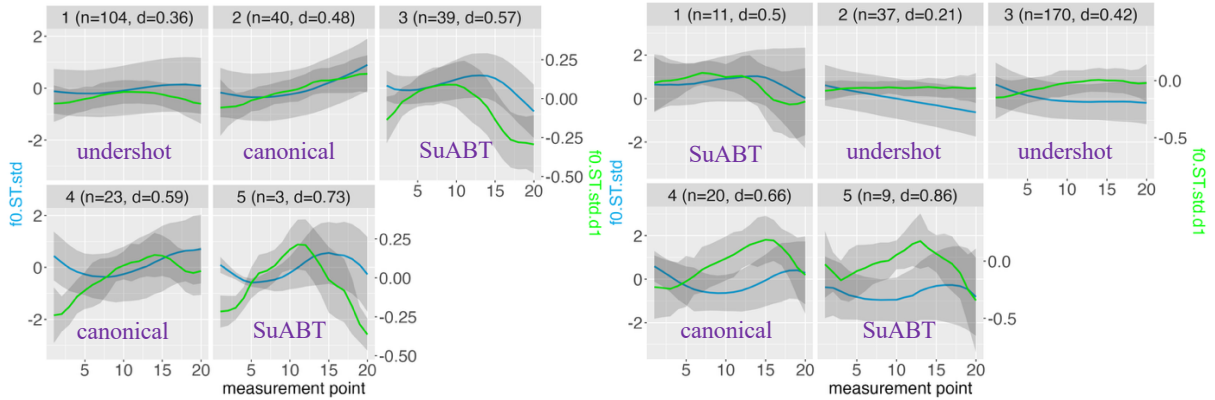 1 (n=104, d=0.36) 2 (n=40, d=0.48) 3 (n=39, d=0.57)
2
0
-2
0.25
0.00
-0.25
-0.50
undershot canonical SuABT
4 (n=23, d=0.59) 5 (n=3, d=0.73)
2
0
-2
0.25
0.00
-0.25
-0.50
canonical SuABT
5 10 15 20 5 10 15 20 5 10 15 20
measurement point
f0.ST.std
f0.ST.std.d1
1 (n=11, d=0.5) 2 (n=37, d=0.21) 3 (n=170, d=0.42)
2
0
-2
0.0
-0.5
SuABT undershot undershot
4 (n=20, d=0.66) 5 (n=9, d=0.86)
2
0
-2
0.0
-0.5
canonical SuABT
5 10 15 20 5 10 15 20 5 10 15 20
measurement point
f0.ST.std
f0.ST.std.d1